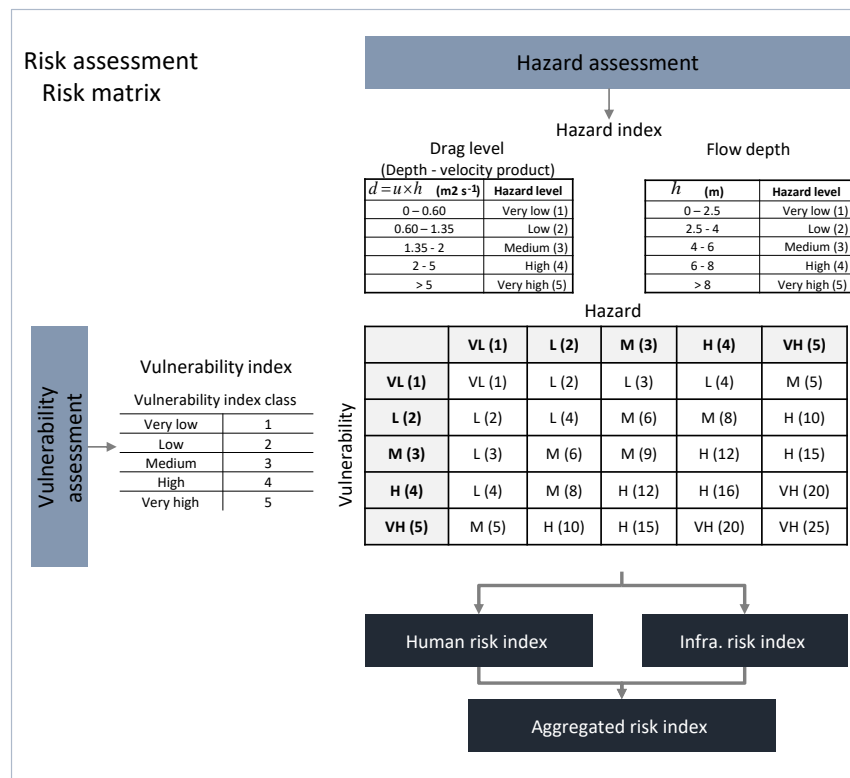 Risk assessment
Risk matrix
Hazard assessment
Hazard index
Drag level
(Depth - velocity product)
d=u×h (m2 s-1) Hazard level
0 – 0.60 Very low (1)
0.60 – 1.35 Low (2)
1.35 - 2 Medium (3)
2 - 5 High (4)
> 5 Very high (5)
Flow depth
h (m) Hazard level
0 – 2.5 Very low (1)
2.5 - 4 Low (2)
4 - 6 Medium (3)
6 - 8 High (4)
> 8 Very high (5)
Vulnerability
assessment
Vulnerability index
Vulnerability index class
Very low 1
Low 2
Medium 3
High 4
Very high 5
Hazard
Vulnerability
VL (1) L (2) M (3) H (4) VH (5)
VL (1) VL (1) L (2) L (3) L (4) M (5)
L (2) L (2) L (4) M (6) M (8) H (10)
M (3) L (3) M (6) M (9) H (12) H (15)
H (4) L (4) M (8) H (12) H (16) VH (20)
VH (5) M (5) H (10) H (15) VH (20) VH (25)
Human risk index
Infra. risk index
Aggregated risk index